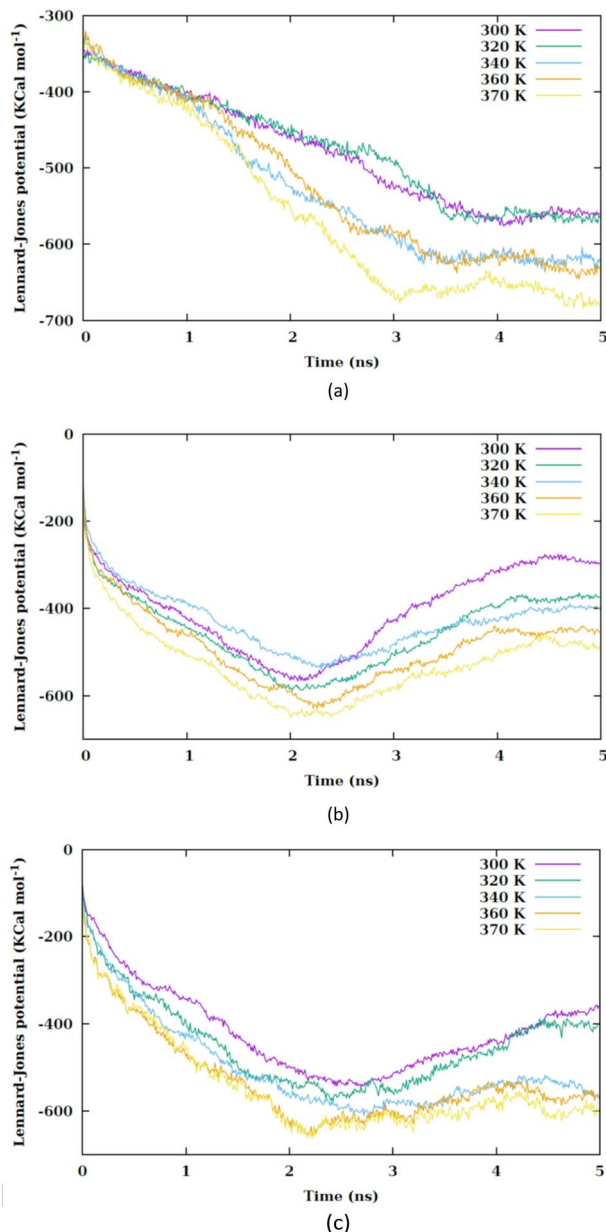 -300
-400
-500
-600
-700
Lennard-Jones potential (KCal mol⁻¹)
300 K
320 K
340 K
360 K
370 K
0 1 2 3 4 5
Time (ns)
(a)
0
-200
-400
-600
Lennard-Jones potential (KCal mol⁻¹)
300 K
320 K
340 K
360 K
370 K
0 1 2 3 4 5
Time (ns)
(b)
0
-200
-400
-600
Lennard-Jones potential (KCal mol⁻¹)
300 K
320 K
340 K
360 K
370 K
0 1 2 3 4 5
Time (ns)
(c)